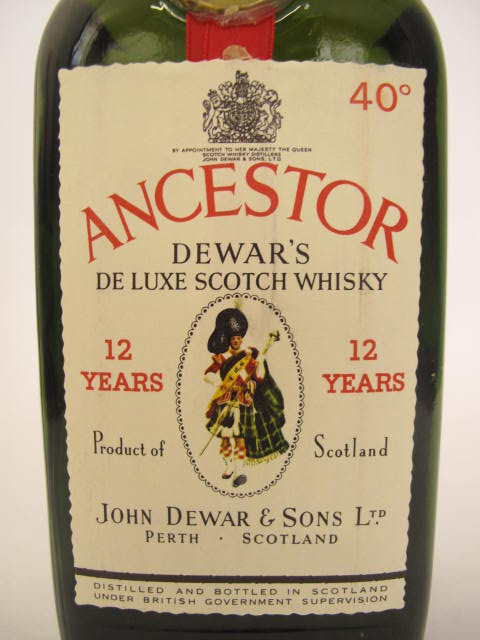 40°
BY APPOINTMENT TO HER MAJESTY THE QUEEN
SCOTCH WHISKY DISTILLERS
JOHN DEWAR & SONS, LTD
ANCESTOR
DEWAR'S
DE LUXE SCOTCH WHISKY
12 YEARS
12 YEARS
Product of Scotland
JOHN DEWAR & SONS LTD
PERTH · SCOTLAND
DISTILLED AND BOTTLED IN SCOTLAND
UNDER BRITISH GOVERNMENT SUPERVISION